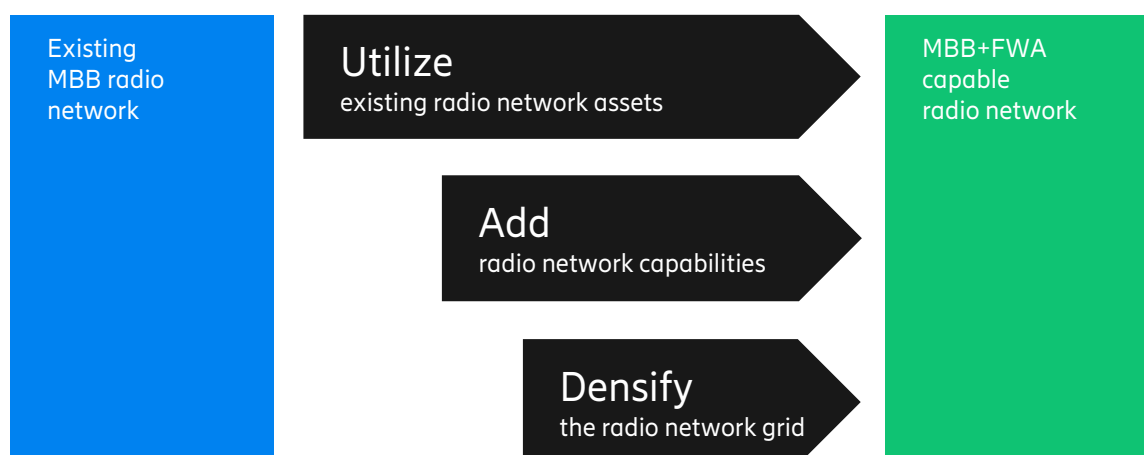 Existing
MBB radio
network
Utilize
existing radio network assets
Add
radio network capabilities
Densify
the radio network grid
MBB+FWA
capable
radio network